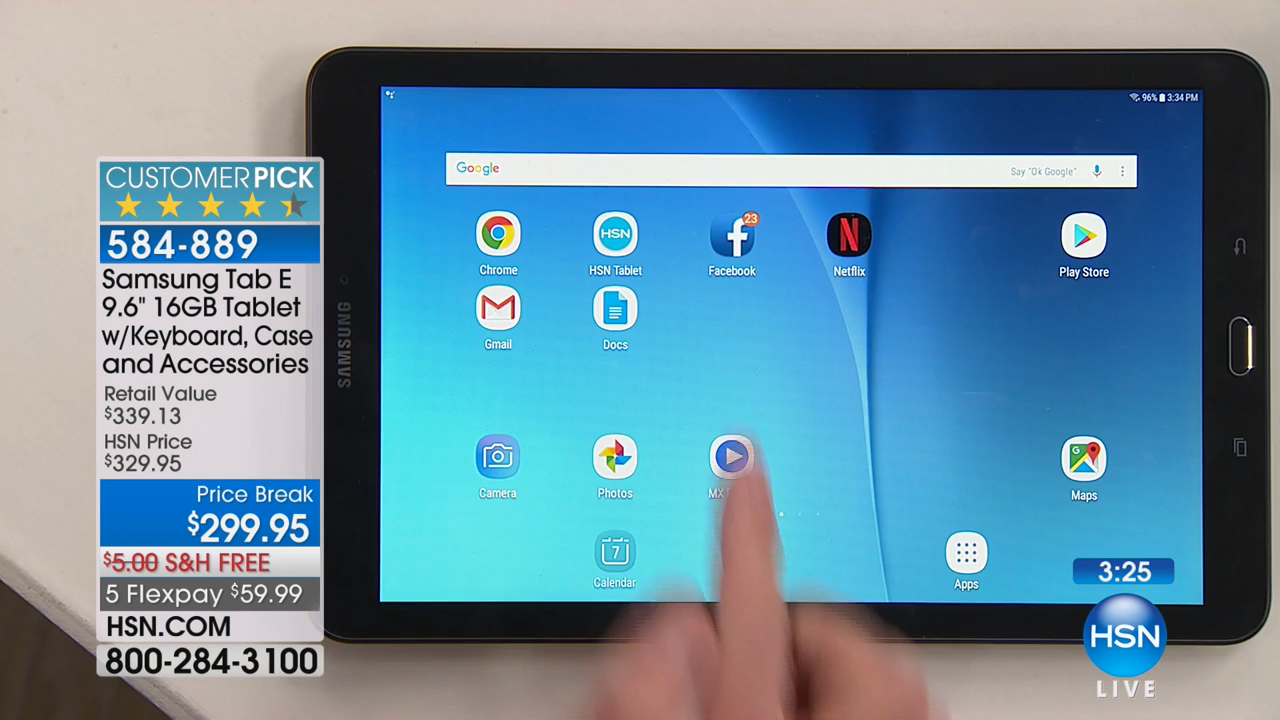 CUSTOMER PICK
584-889
Samsung Tab E
9.6" 16GB Tablet
w/Keyboard, Case
and Accessories
Retail Value
$339.13
HSN Price
$329.95
Price Break
$299.95
$5.00 S&H FREE
5 Flexpay $59.99
HSN.COM
800-284-3100
SAMSUNG
96% 3:34 PM
Google Say "Ok Google"
23
HSN
Chrome HSN Tablet Facebook Netflix Play Store
Gmail Docs
Camera Photos MX Maps
7
Calendar Apps
3:25
HSN
LIVE